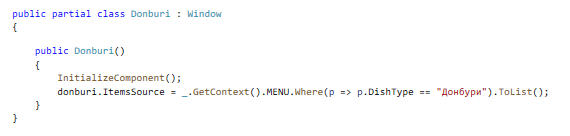 public partial class Donburi : Window
{
public Donburi()
{
InitializeComponent();
donburi.ItemsSource = _.GetContext().MENU.Where(p => p.DishType == "Донбури").ToList();
}
}